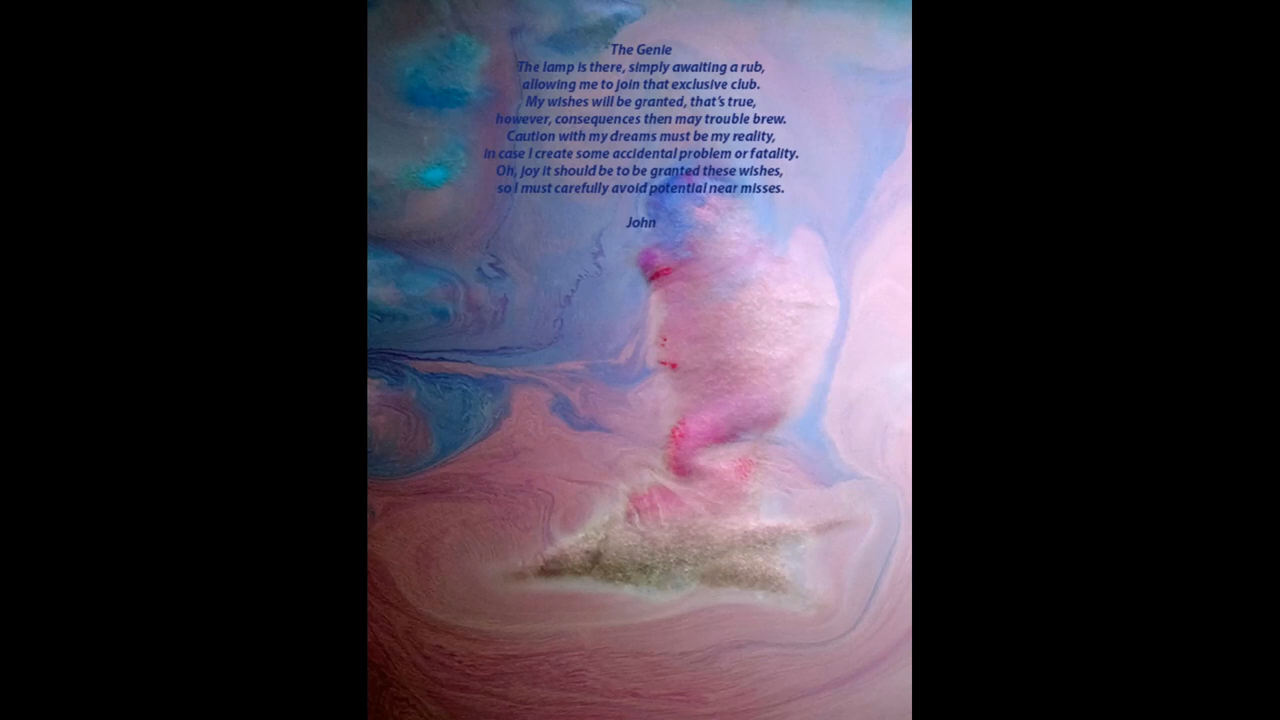 The Genie
The lamp is there, simply awaiting a rub,
allowing me to join that exclusive club.
My wishes will be granted, that's true,
however, consequences then may trouble brew.
Caution with my dreams must be my reality,
in case I create some accidental problem or fatality.
Oh, joy it should be to be granted these wishes,
so I must carefully avoid potential near misses.
John